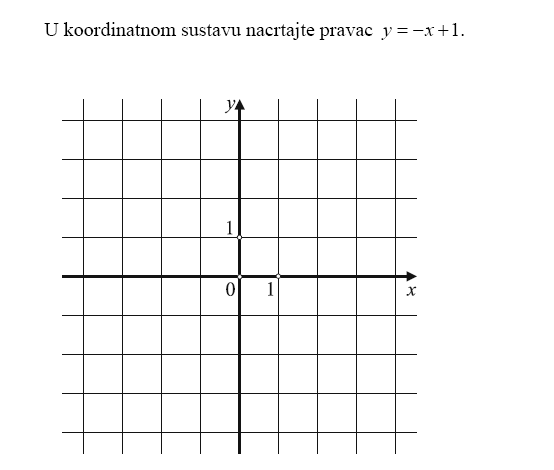 U koordinatnom sustavu nacrtajte pravac y = −x + 1.
y
1
0 1 x